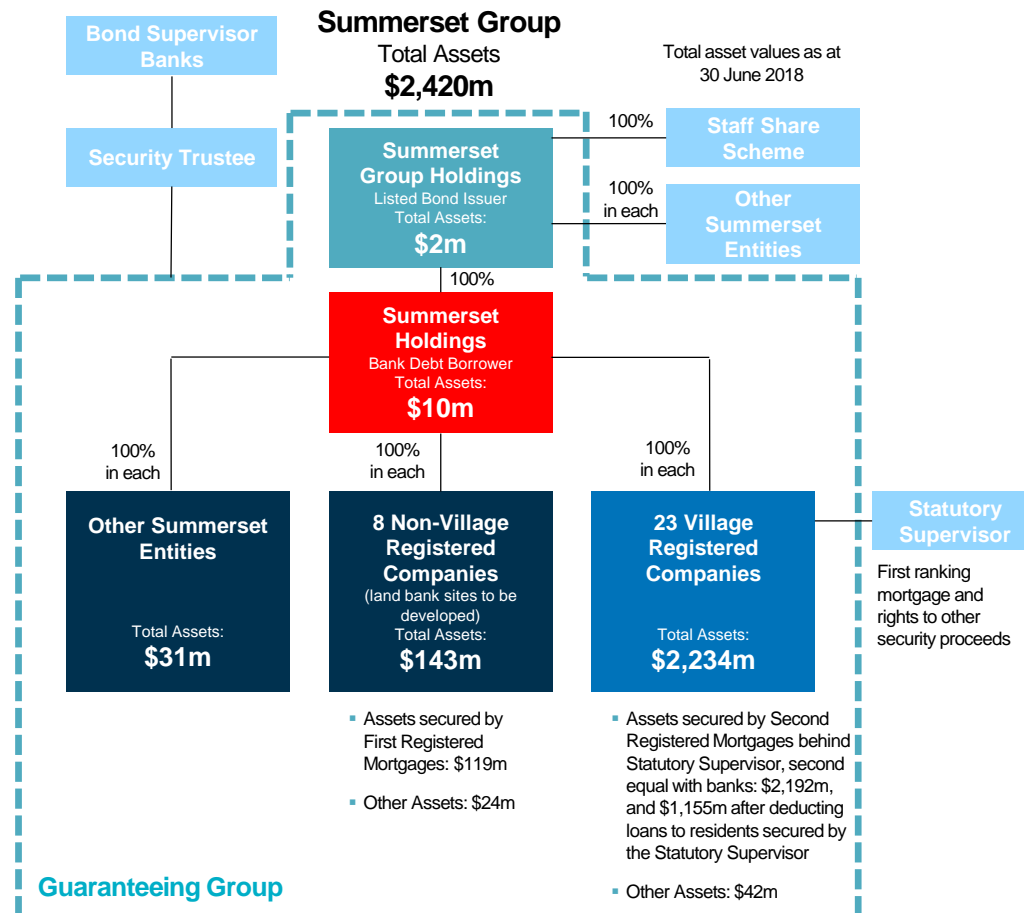 Summerset Group
Total Assets
$2,420m
Total asset values as at
30 June 2018
Bond Supervisor
Banks
Security Trustee
Summerset
Group Holdings
Listed Bond Issuer
Total Assets:
$2m
100%
Staff Share
Scheme
100%
in each
Other
Summerset
Entities
100%
Summerset
Holdings
Bank Debt Borrower
Total Assets:
$10m
100%
in each
100%
in each
100%
in each
Other Summerset
Entities
Total Assets:
$31m
8 Non-Village
Registered
Companies
(land bank sites to be
developed)
Total Assets:
$143m
23 Village
Registered
Companies
Total Assets:
$2,234m
Statutory
Supervisor
First ranking
mortgage and
rights to other
security proceeds
▪ Assets secured by
First Registered
Mortgages: $119m
▪ Other Assets: $24m
▪ Assets secured by Second
Registered Mortgages behind
Statutory Supervisor, second
equal with banks: $2,192m,
and $1,155m after deducting
loans to residents secured by
the Statutory Supervisor
▪ Other Assets: $42m
Guaranteeing Group